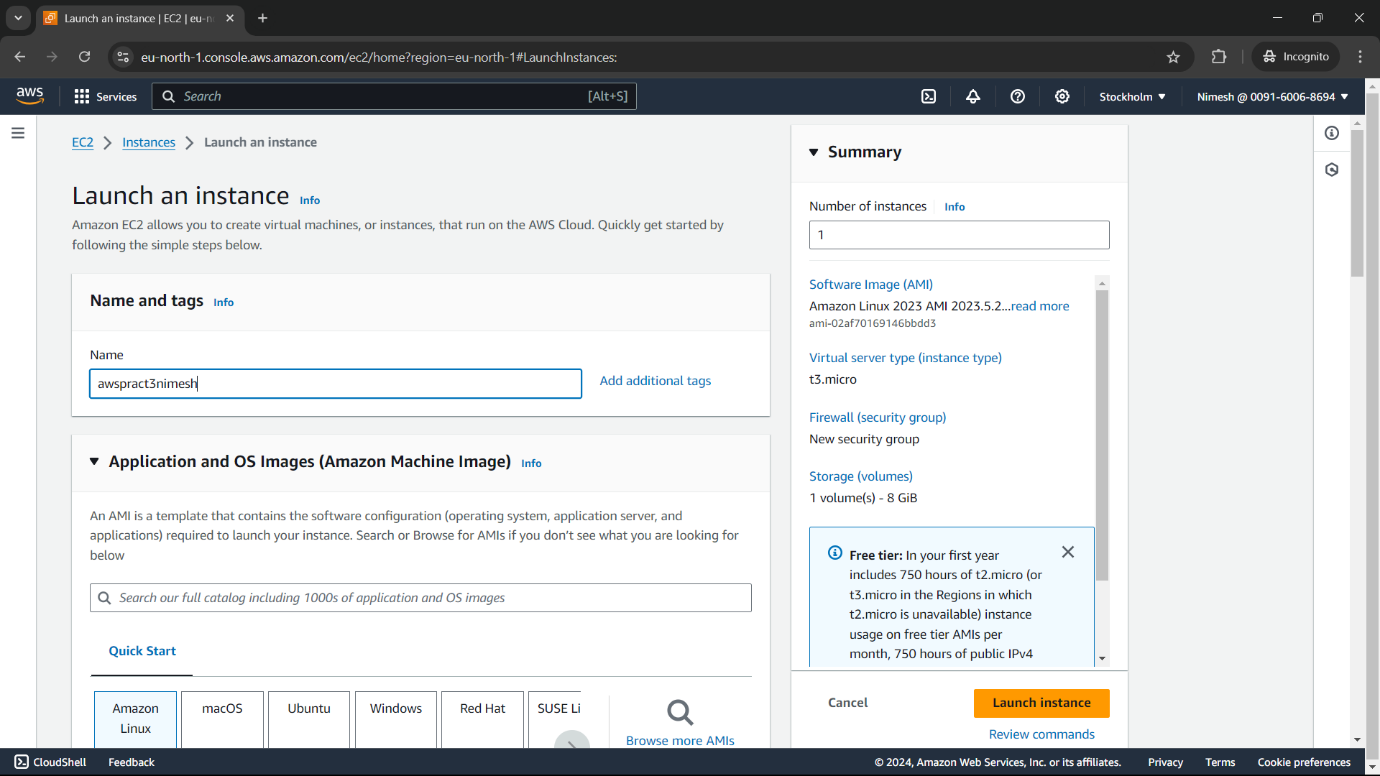 Launch an instance | EC2 | eu-n
eu-north-1.console.aws.amazon.com/ec2/home?region=eu-north-1#LaunchInstances:
Incognito
aws
Services
Search
[Alt+S]
Stockholm
Nimesh @ 0091-6006-8694
EC2
Instances
Launch an instance
Launch an instance Info
Amazon EC2 allows you to create virtual machines, or instances, that run on the AWS Cloud. Quickly get started by
following the simple steps below.
Name and tags Info
Name
awspract3nimesh
Add additional tags
Application and OS Images (Amazon Machine Image) Info
An AMI is a template that contains the software configuration (operating system, application server, and
applications) required to launch your instance. Search or Browse for AMIs if you don't see what you are looking for
below
Search our full catalog including 1000s of application and OS images
Quick Start
Amazon
Linux
macOS
Ubuntu
Windows
Red Hat
SUSE Li
Browse more AMIs
Summary
Number of instances Info
1
Software Image (AMI)
Amazon Linux 2023 AMI 2023.5.2...read more
ami-02af70169146bbdd3
Virtual server type (instance type)
t3.micro
Firewall (security group)
New security group
Storage (volumes)
1 volume(s) - 8 GiB
Free tier: In your first year
includes 750 hours of t2.micro (or
t3.micro in the Regions in which
t2.micro is unavailable) instance
usage on free tier AMIs per
month, 750 hours of public IPv4
Cancel
Launch instance
Review commands
CloudShell
Feedback
© 2024, Amazon Web Services, Inc. or its affiliates.
Privacy
Terms
Cookie preferences